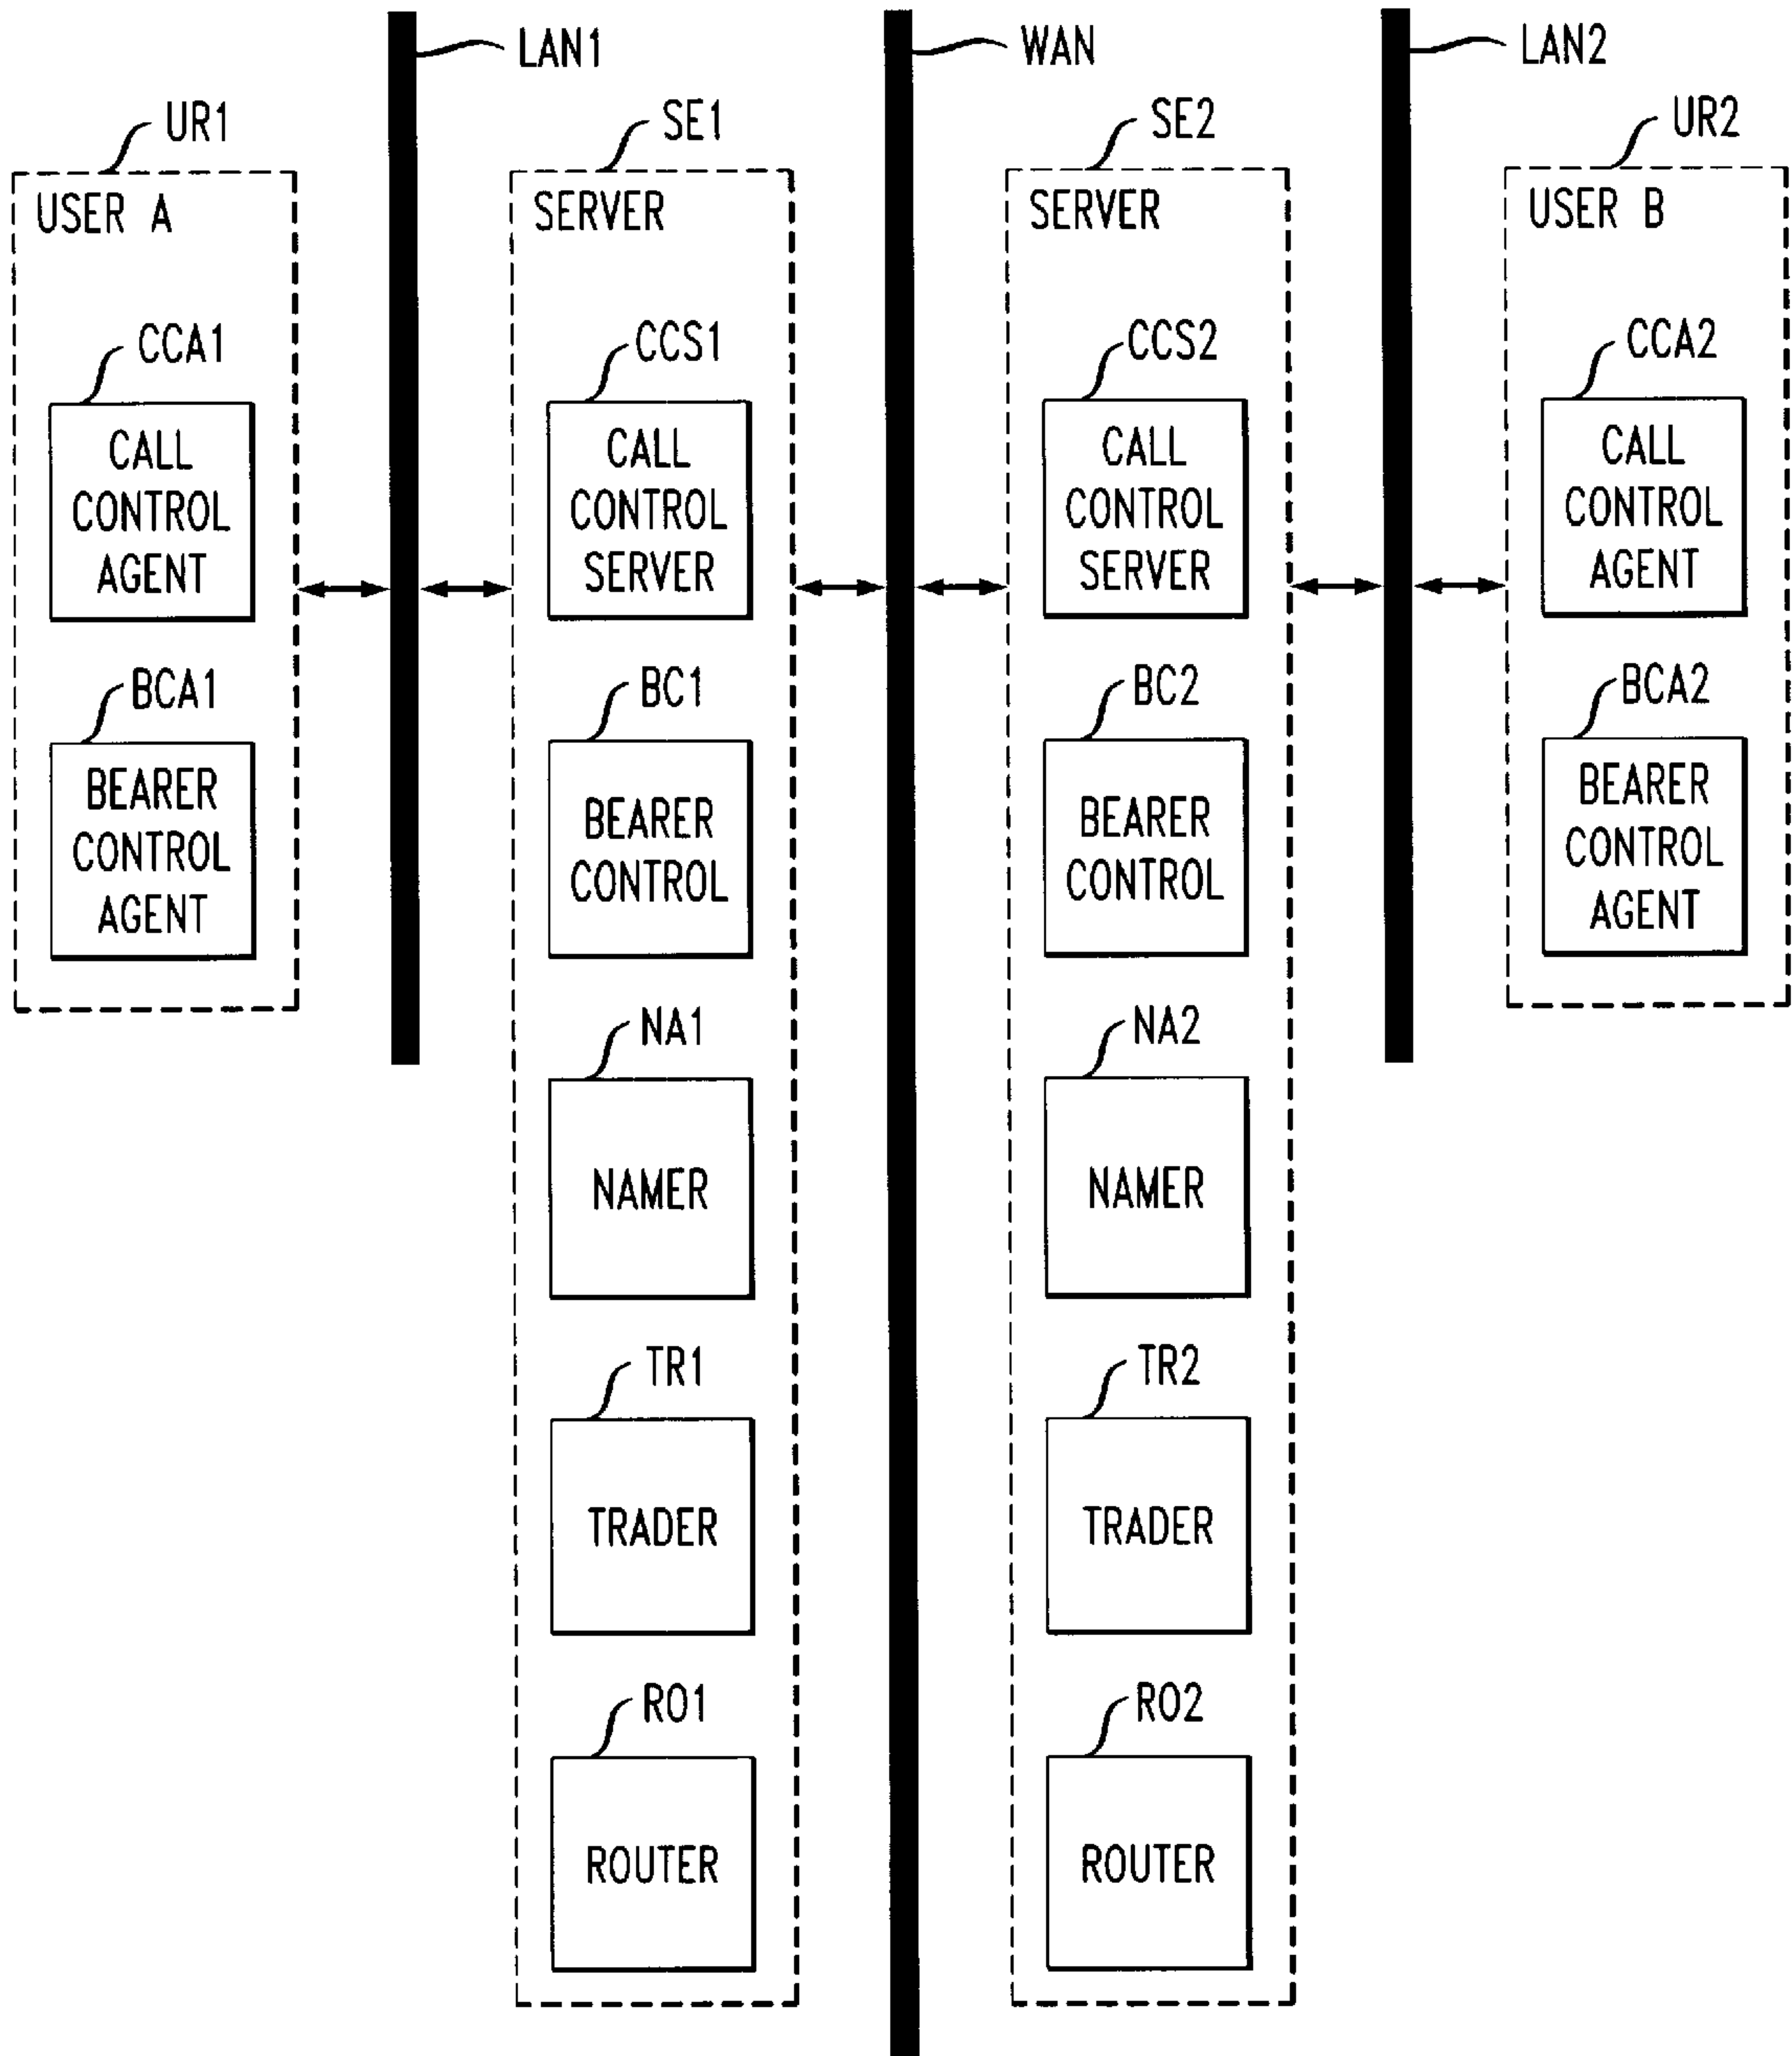 LAN1
WAN
LAN2
UR1
SE1
SE2
UR2
USER A
SERVER
SERVER
USER B
CCA1
CCS1
CCS2
CCA2
CALL
CONTROL
AGENT
CALL
CONTROL
SERVER
CALL
CONTROL
SERVER
CALL
CONTROL
AGENT
BCA1
BC1
BC2
BCA2
BEARER
CONTROL
AGENT
BEARER
CONTROL
BEARER
CONTROL
BEARER
CONTROL
AGENT
NA1
NA2
NAMER
NAMER
TR1
TR2
TRADER
TRADER
RO1
RO2
ROUTER
ROUTER